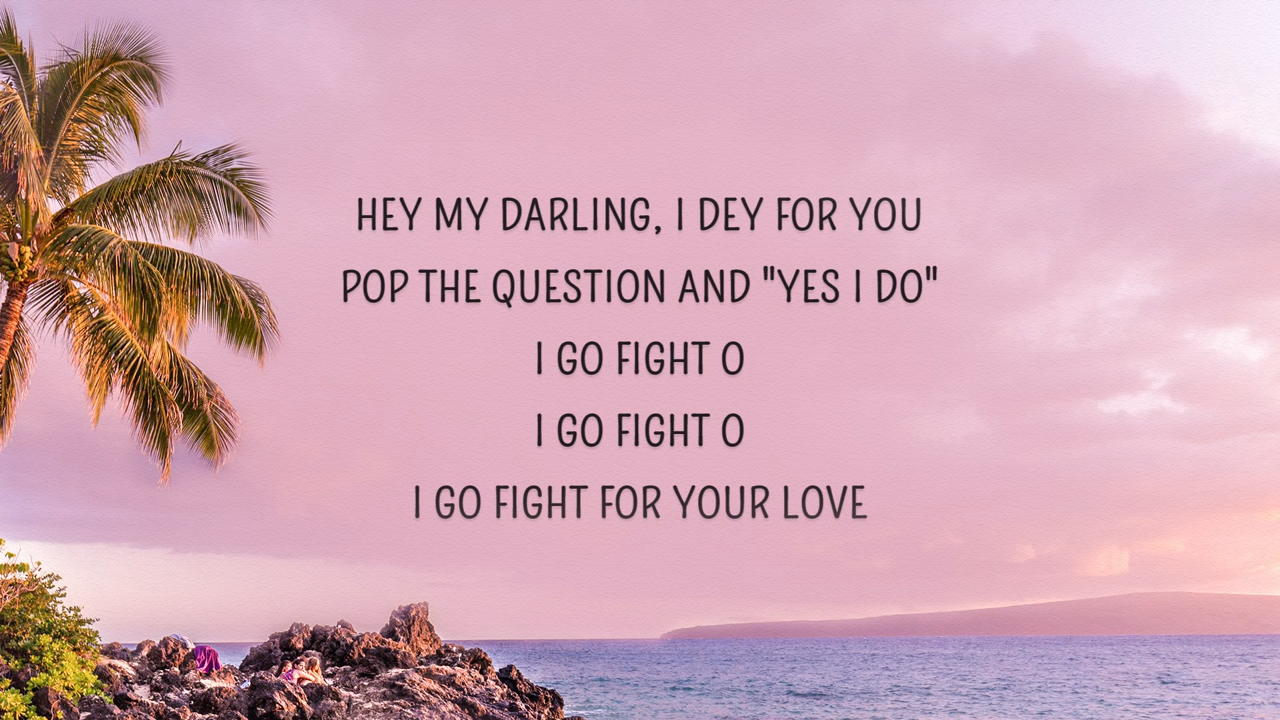 HEY MY DARLING, I DEY FOR YOU
POP THE QUESTION AND "YES I DO"
I GO FIGHT O
I GO FIGHT O
I GO FIGHT FOR YOUR LOVE